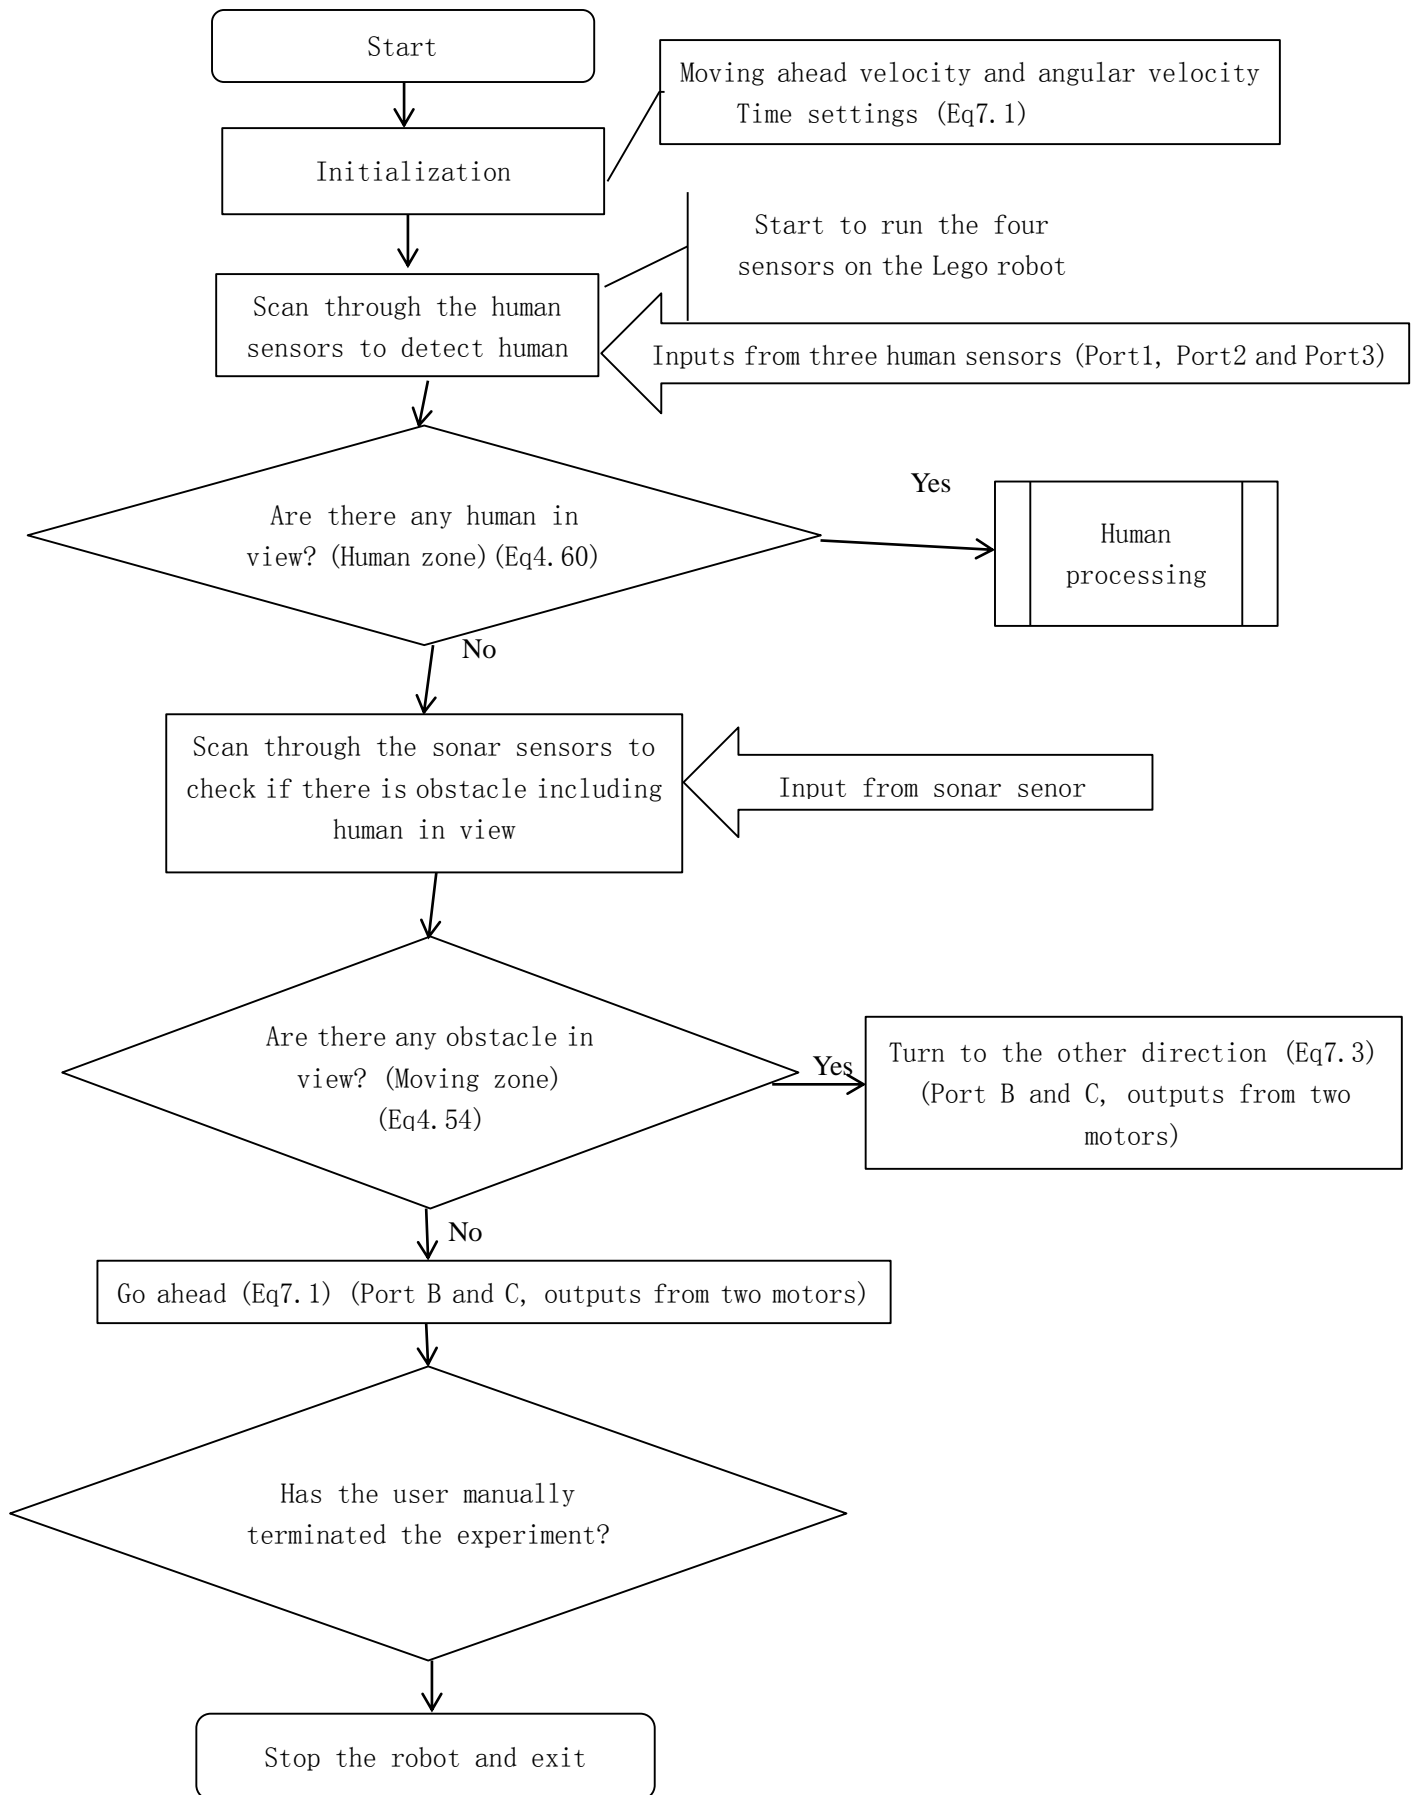 Start
Moving ahead velocity and angular velocity
Time settings (Eq7.1)
Initialization
Start to run the four
sensors on the Lego robot
Scan through the human
sensors to detect human
Inputs from three human sensors (Port1, Port2 and Port3)
Are there any human in
view? (Human zone) (Eq4.60)
Yes
Human
processing
No
Scan through the sonar sensors to
check if there is obstacle including
human in view
Input from sonar senor
Are there any obstacle in
view? (Moving zone)
(Eq4.54)
Yes
Turn to the other direction (Eq7.3)
(Port B and C, outputs from two
motors)
No
Go ahead (Eq7.1) (Port B and C, outputs from two motors)
Has the user manually
terminated the experiment?
Stop the robot and exit